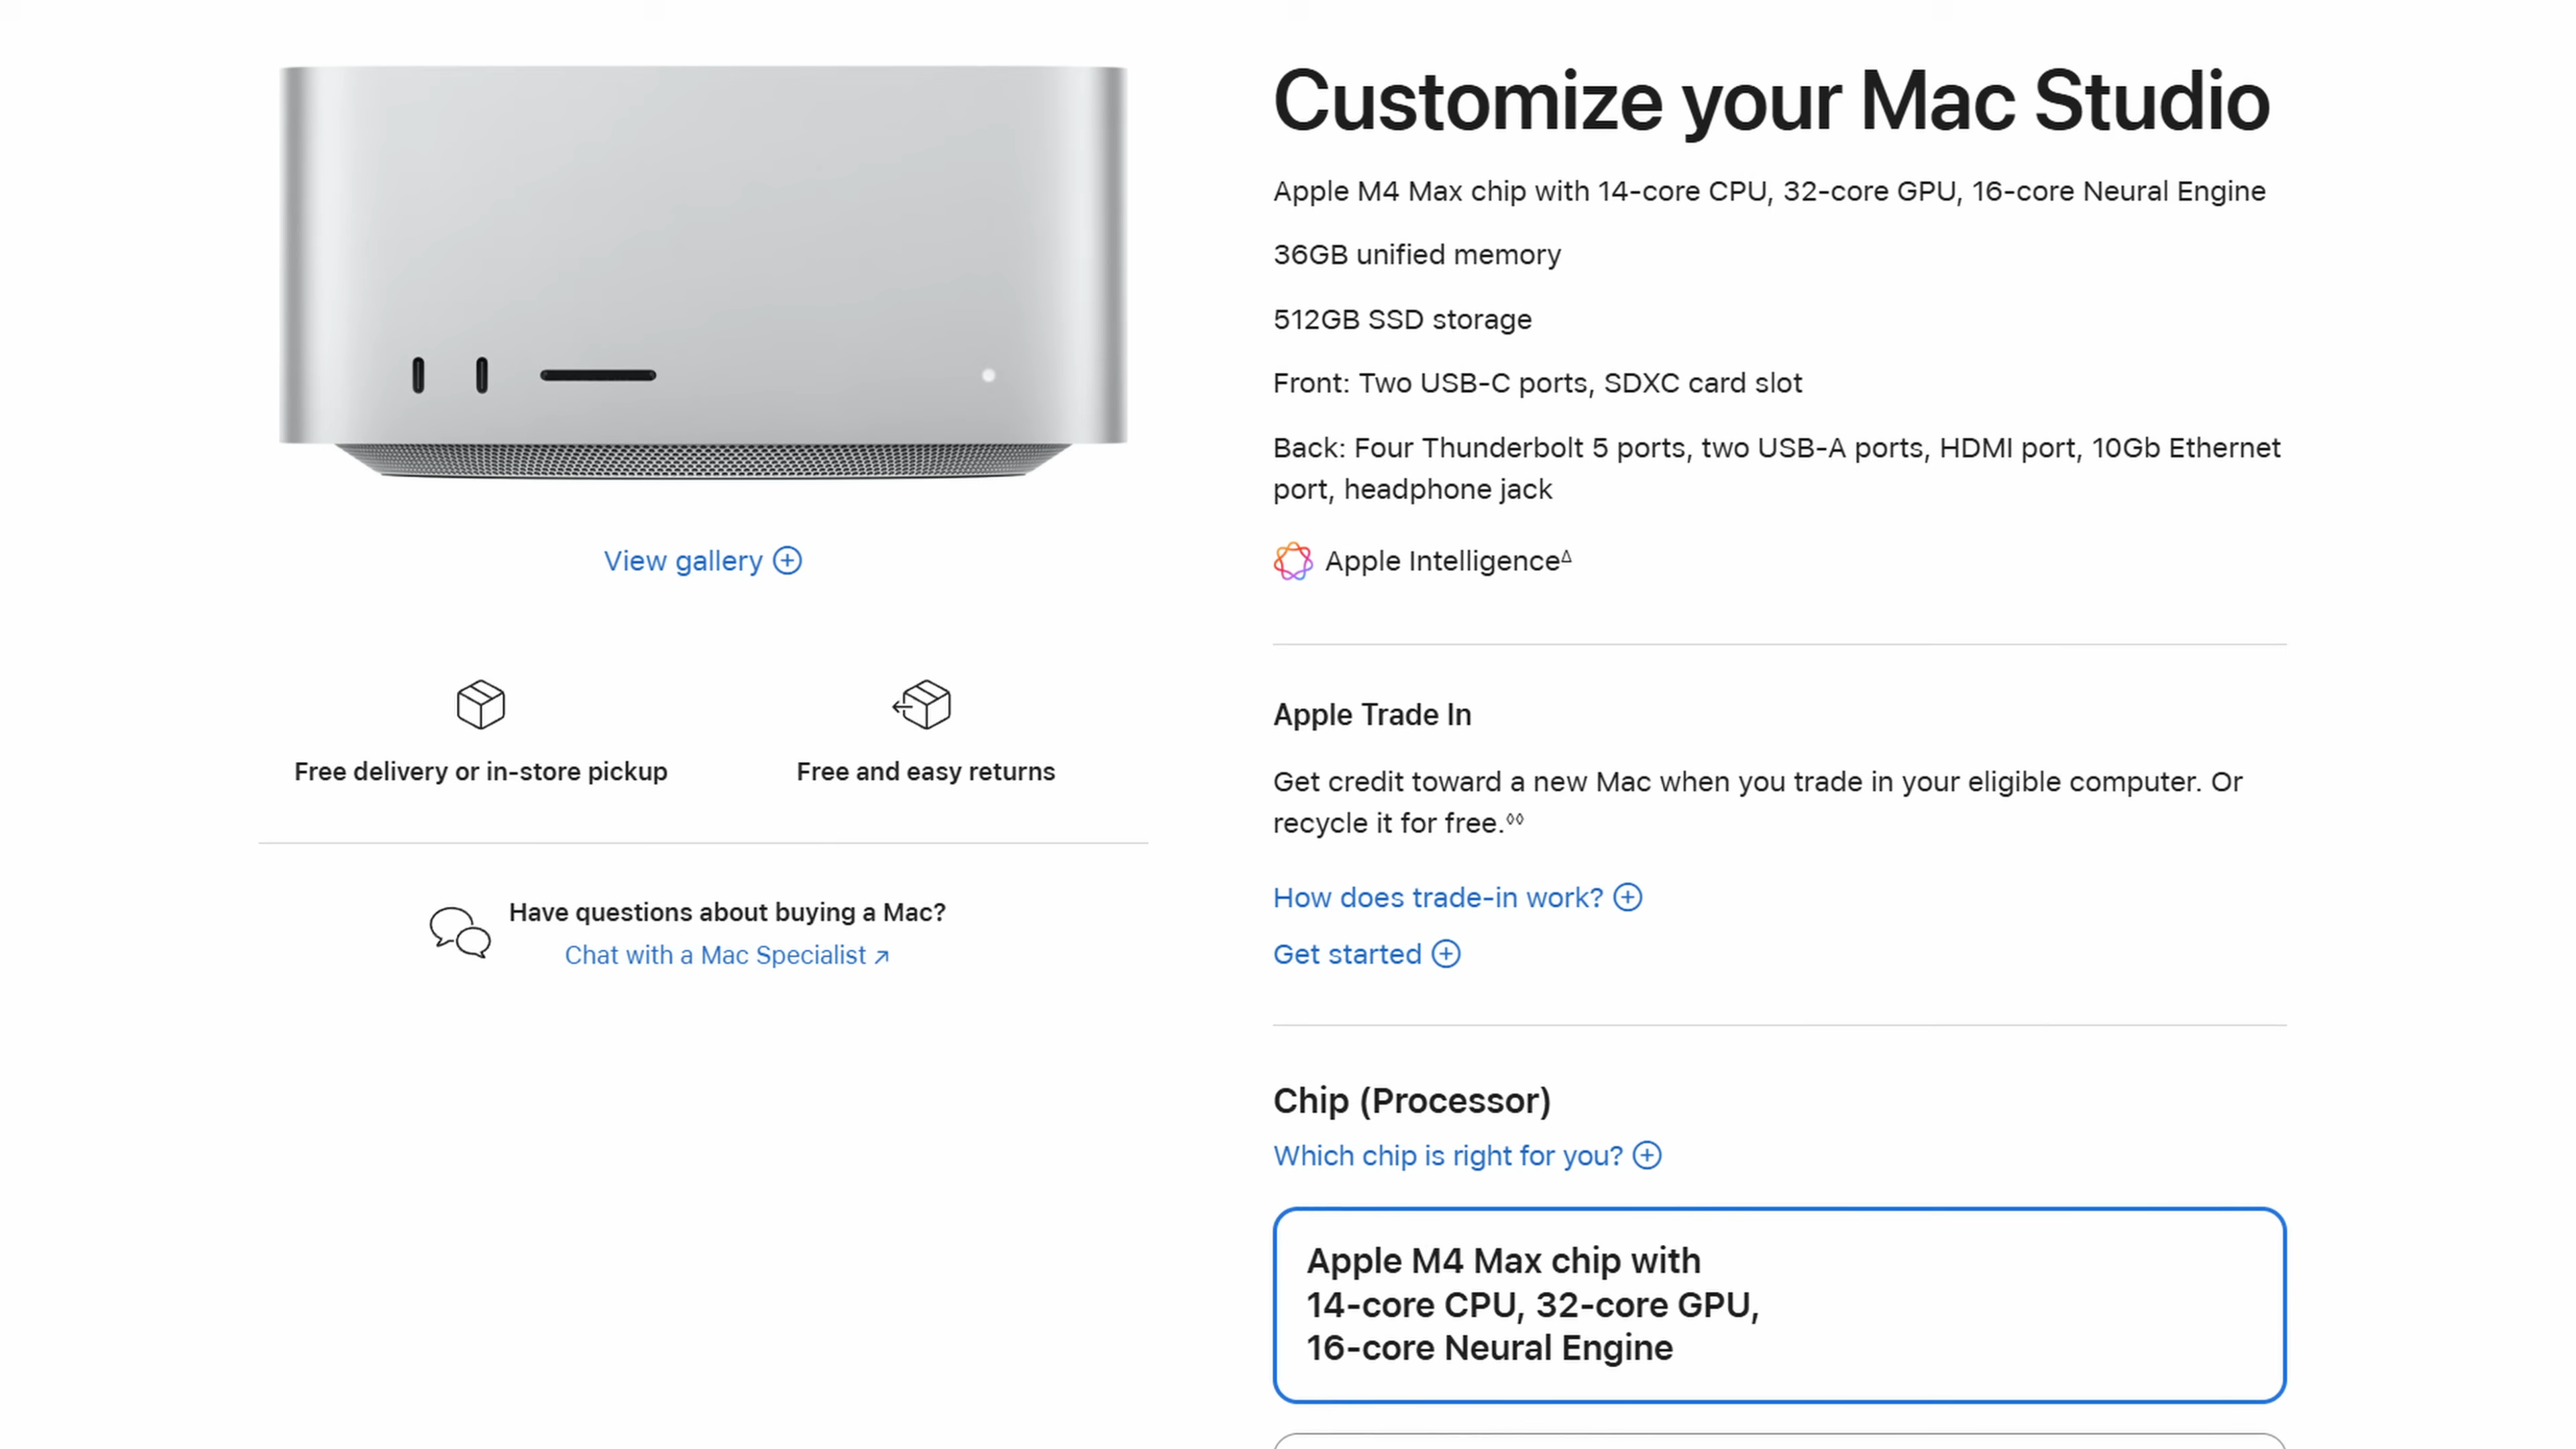 Customize your Mac Studio
Apple M4 Max chip with 14-core CPU, 32-core GPU, 16-core Neural Engine
36GB unified memory
512GB SSD storage
Front: Two USB-C ports, SDXC card slot
Back: Four Thunderbolt 5 ports, two USB-A ports, HDMI port, 10Gb Ethernet
port, headphone jack
Apple Intelligence∆
View gallery
Free delivery or in-store pickup
Free and easy returns
Have questions about buying a Mac?
Chat with a Mac Specialist ↗
Apple Trade In
Get credit toward a new Mac when you trade in your eligible computer. Or
recycle it for free.◊◊
How does trade-in work?
Get started
Chip (Processor)
Which chip is right for you?
Apple M4 Max chip with
14-core CPU, 32-core GPU,
16-core Neural Engine